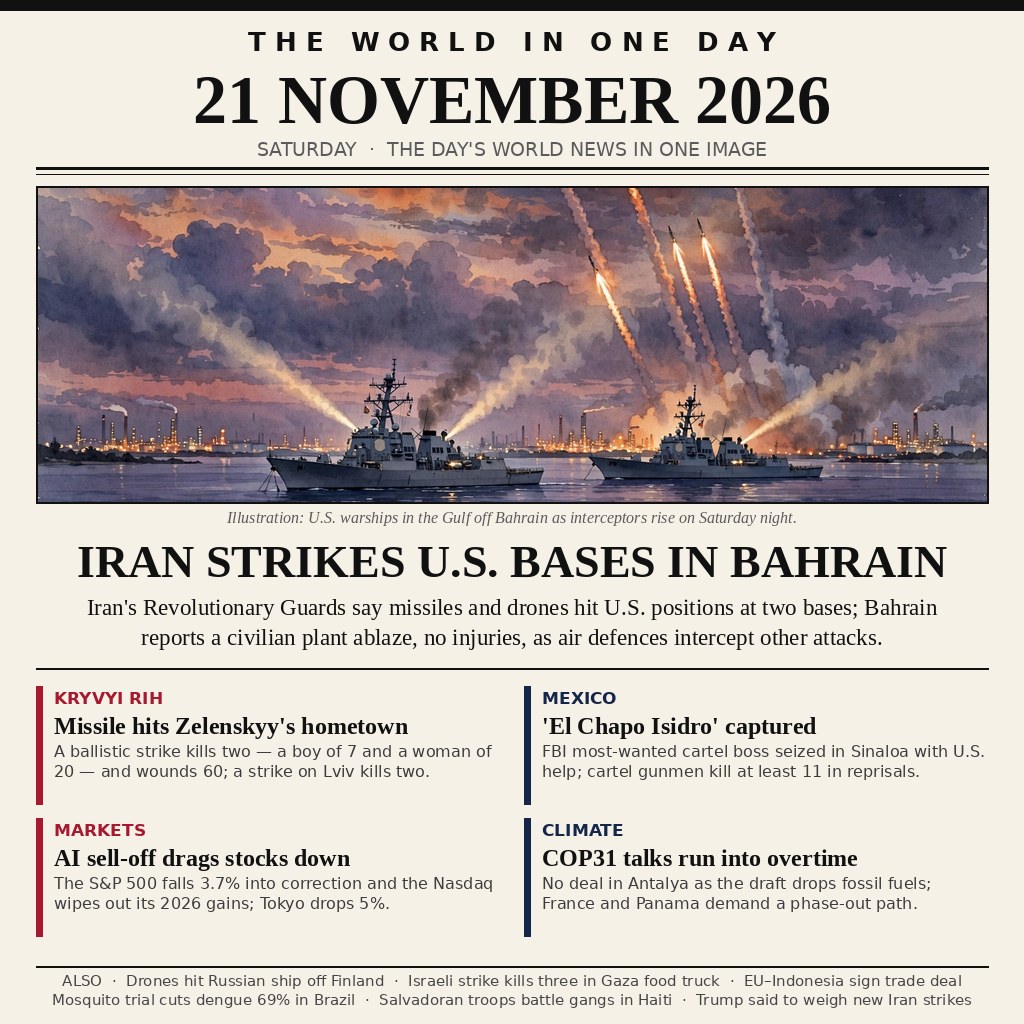 THE WORLD IN ONE DAY
21 NOVEMBER 2026
SATURDAY · THE DAY'S WORLD NEWS IN ONE IMAGE
Illustration: U.S. warships in the Gulf off Bahrain as interceptors rise on Saturday night.
IRAN STRIKES U.S. BASES IN BAHRAIN
Iran's Revolutionary Guards say missiles and drones hit U.S. positions at two bases; Bahrain
reports a civilian plant ablaze, no injuries, as air defences intercept other attacks.
KRYVYI RIH
Missile hits Zelenskyy's hometown
A ballistic strike kills two — a boy of 7 and a woman of
20 — and wounds 60; a strike on Lviv kills two.
MEXICO
'El Chapo Isidro' captured
FBI most-wanted cartel boss seized in Sinaloa with U.S.
help; cartel gunmen kill at least 11 in reprisals.
MARKETS
AI sell-off drags stocks down
The S&P 500 falls 3.7% into correction and the Nasdaq
wipes out its 2026 gains; Tokyo drops 5%.
CLIMATE
COP31 talks run into overtime
No deal in Antalya as the draft drops fossil fuels;
France and Panama demand a phase-out path.
ALSO · Drones hit Russian ship off Finland · Israeli strike kills three in Gaza food truck · EU–Indonesia sign trade deal
Mosquito trial cuts dengue 69% in Brazil · Salvadoran troops battle gangs in Haiti · Trump said to weigh new Iran strikes